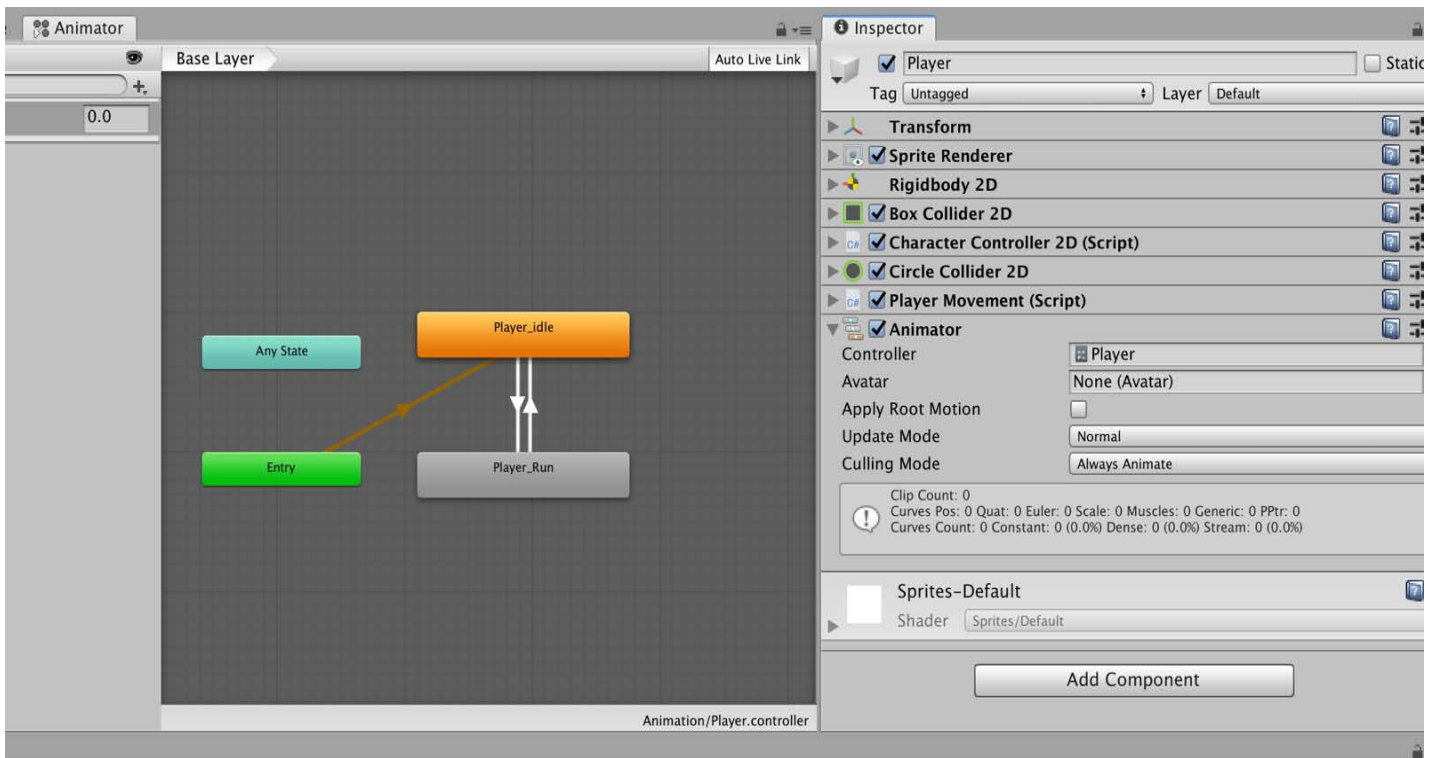 Animator
Base Layer
Auto Live Link
0.0
Any State
Player_idle
Entry
Player_Run
Animation/Player.controller
Inspector
Player
Static
Tag Untagged Layer Default
Transform
Sprite Renderer
Rigidbody 2D
Box Collider 2D
C# Character Controller 2D (Script)
Circle Collider 2D
C# Player Movement (Script)
Animator
Controller Player
Avatar None (Avatar)
Apply Root Motion
Update Mode Normal
Culling Mode Always Animate
Clip Count: 0
Curves Pos: 0 Quat: 0 Euler: 0 Scale: 0 Muscles: 0 Generic: 0 PPtr: 0
Curves Count: 0 Constant: 0 (0.0%) Dense: 0 (0.0%) Stream: 0 (0.0%)
Sprites-Default
Shader Sprites/Default
Add Component